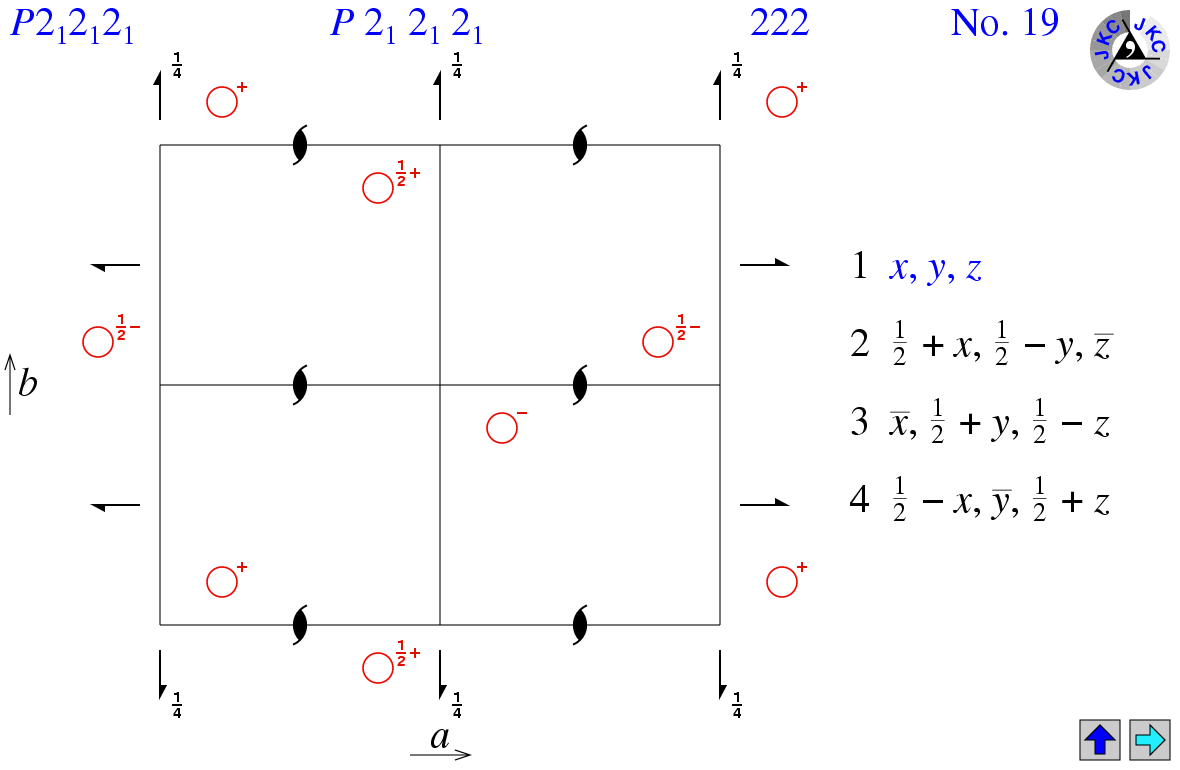 P2₁2₁2₁ P 2₁ 2₁ 2₁ 222 No. 19
JKC JKC JKC
¼ ¼ ¼
+ +
½+
½− ½−
b
−
+ +
½+
¼ ¼ ¼
a
1 x, y, z
2 ½ + x, ½ − y, z̅
3 x̅, ½ + y, ½ − z
4 ½ − x, y̅, ½ + z